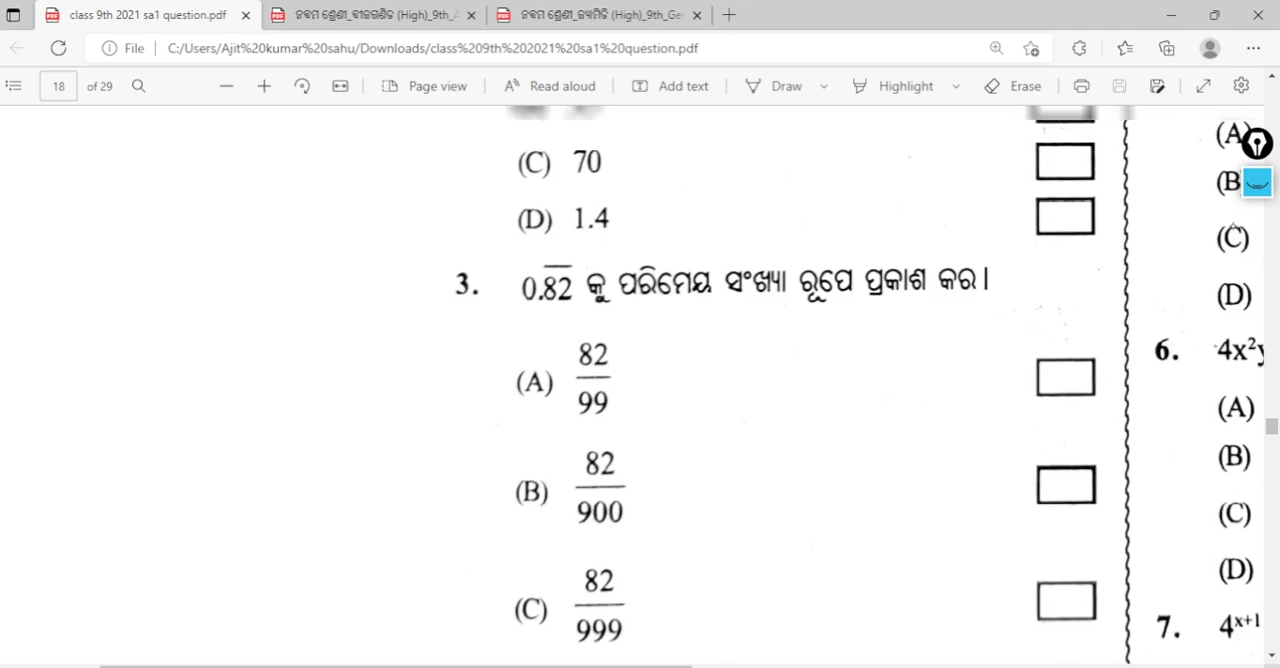 class 9th 2021 sa1 question.pdf
ନବମ ଶ୍ରେଣୀ_ବୀଜଗଣିତ (High)_9th_A
ନବମ ଶ୍ରେଣୀ_ଜ୍ୟାମିତି (High)_9th_Ge
File C:/Users/Ajit%20kumar%20sahu/Downloads/class%209th%202021%20sa1%20question.pdf
18 of 29 Page view Read aloud Add text Draw Highlight Erase
(C) 70
(D) 1.4
3. 0.8̅2̅ କୁ ପରିମେୟ ସଂଖ୍ୟା ରୂପେ ପ୍ରକାଶ କର।
(A) 82/99
(B) 82/900
(C) 82/999
(A)
(B
(C)
(D)
6. 4x²y
(A)
(B)
(C)
(D)
7. 4ˣ⁺¹